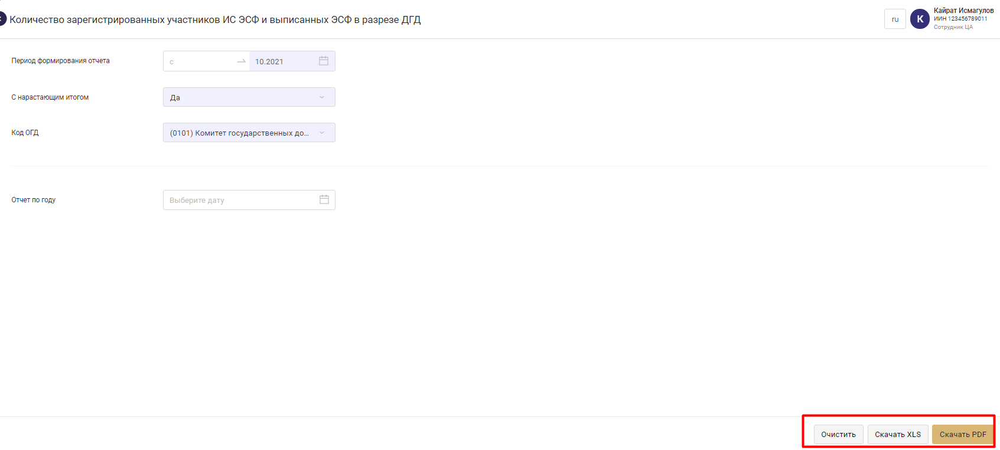 Количество зарегистрированных участников ИС ЭСФ и выписанных ЭСФ в разрезе ДГД
ru
К
Кайрат Исмагулов
ИИН 123456789011
Сотрудник ЦА
Период формирования отчета
с
10.2021
С нарастающим итогом
Да
Код ОГД
(0101) Комитет государственных до...
Отчет по году
Выберите дату
Очистить
Скачать XLS
Скачать PDF